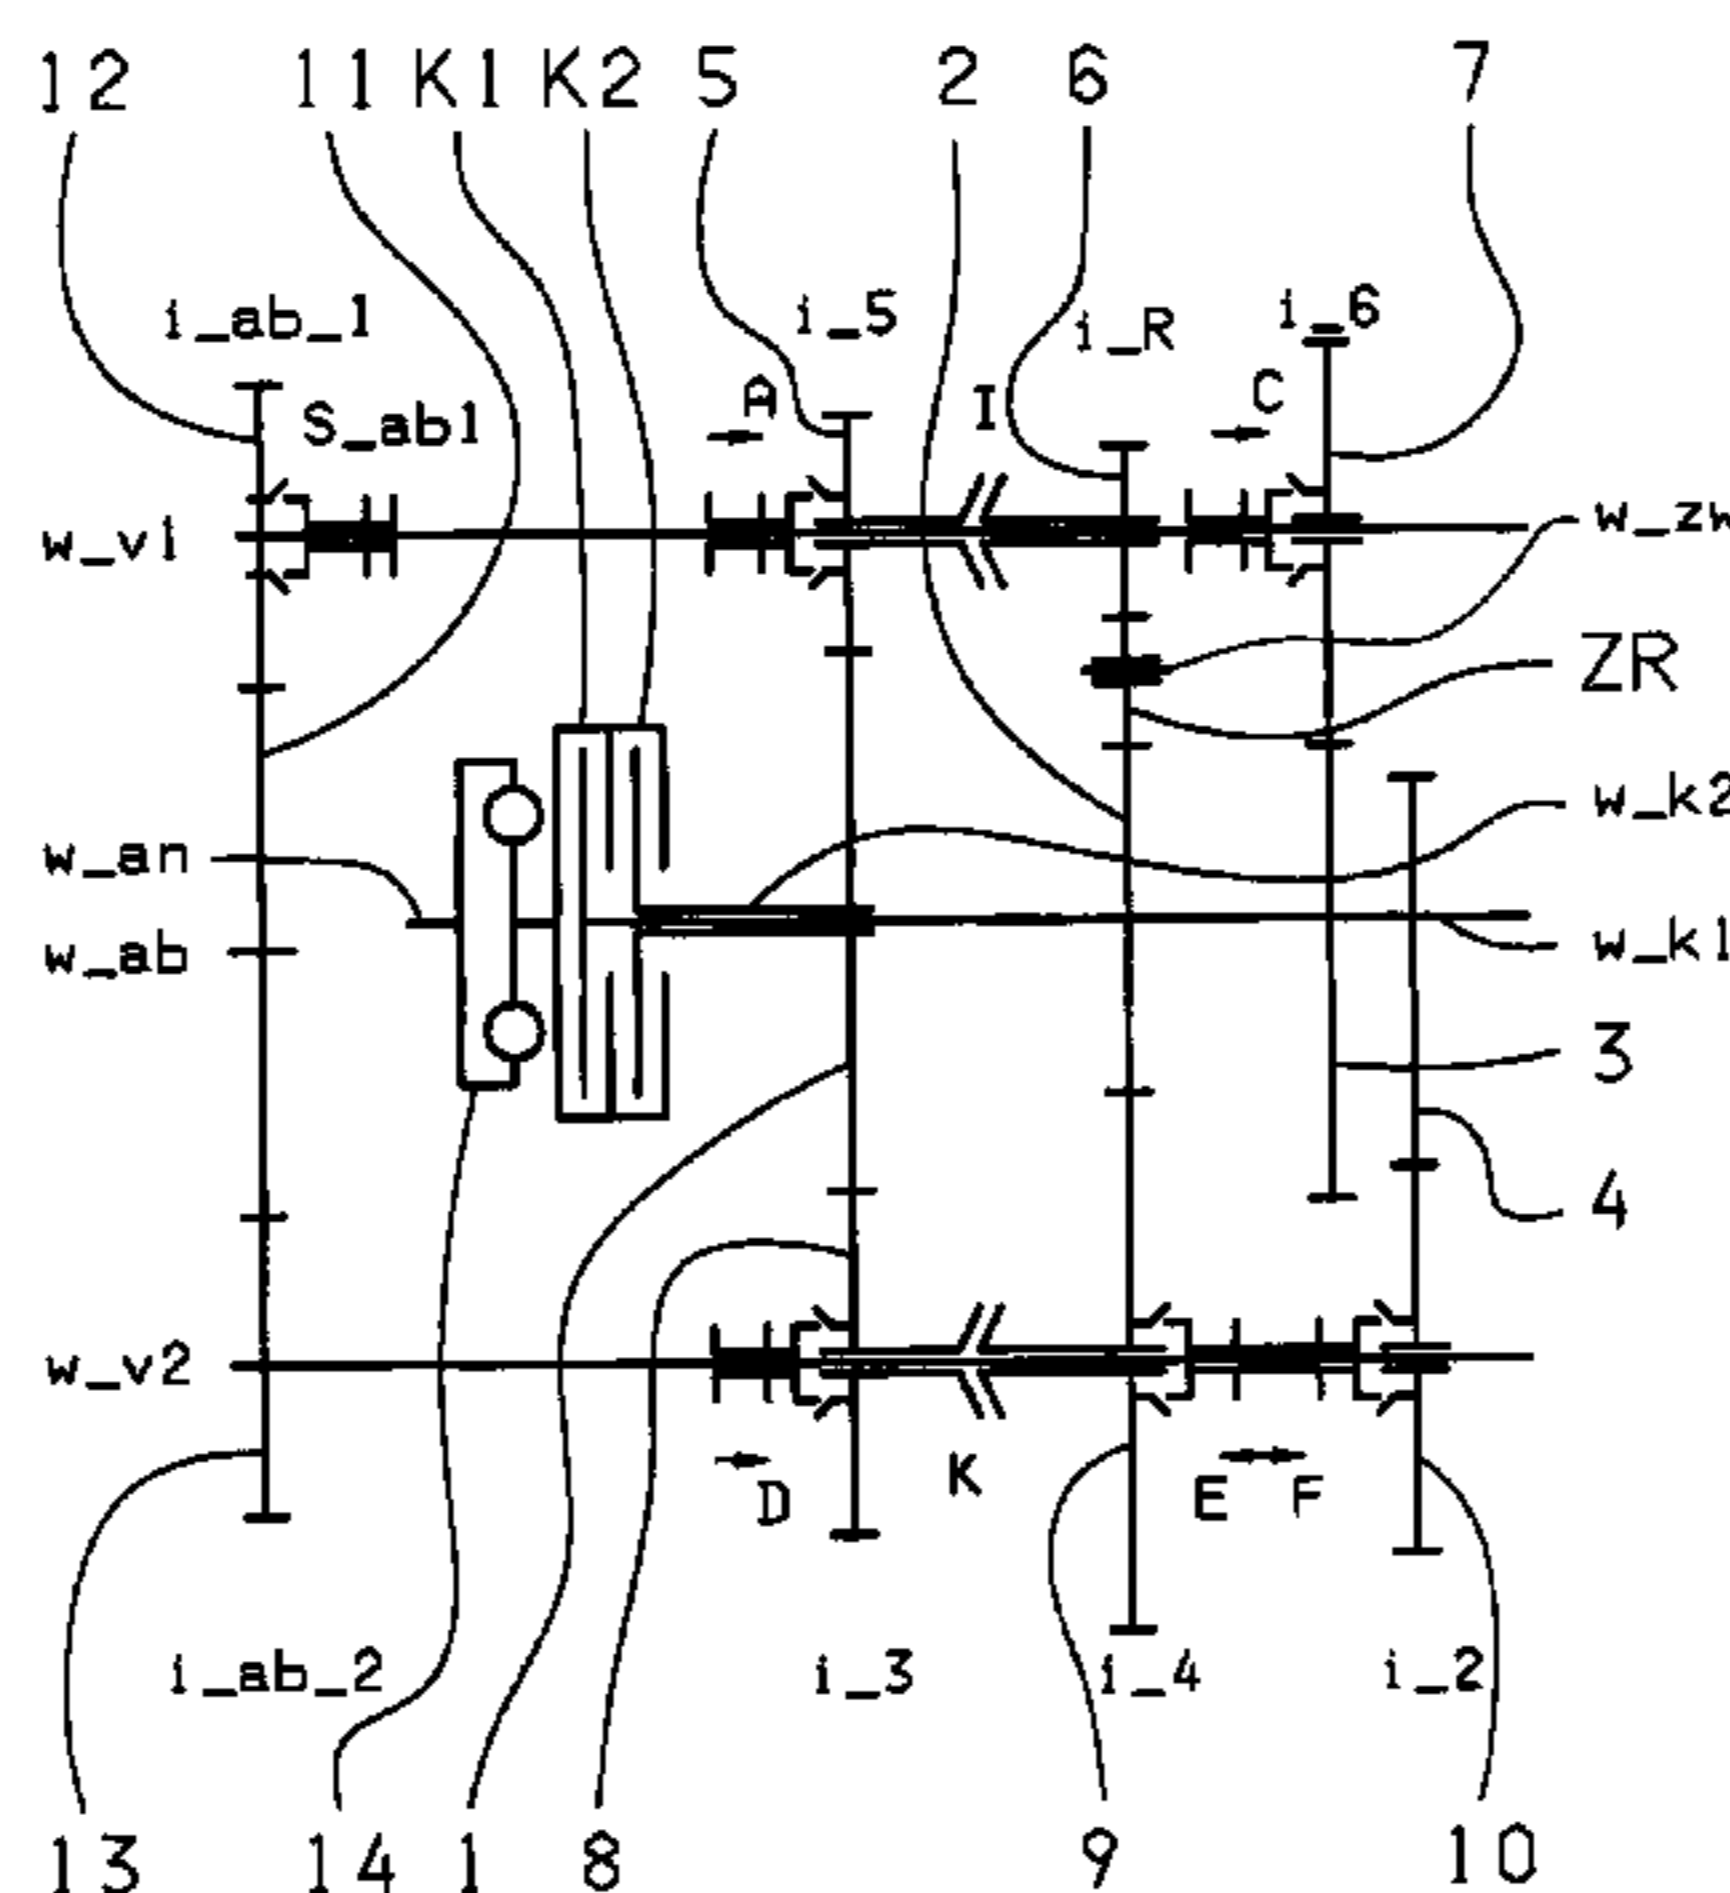 12 11 K1 K2 5 2 6 7
i_ab_1 i_5 i_R i_6
S_ab1 A I C
w_v1 w_zw
ZR
w_k2
w_an
w_ab w_k1
3
4
w_v2
D K E F
i_ab_2 i_3 i_4 i_2
13 14 1 8 9 10